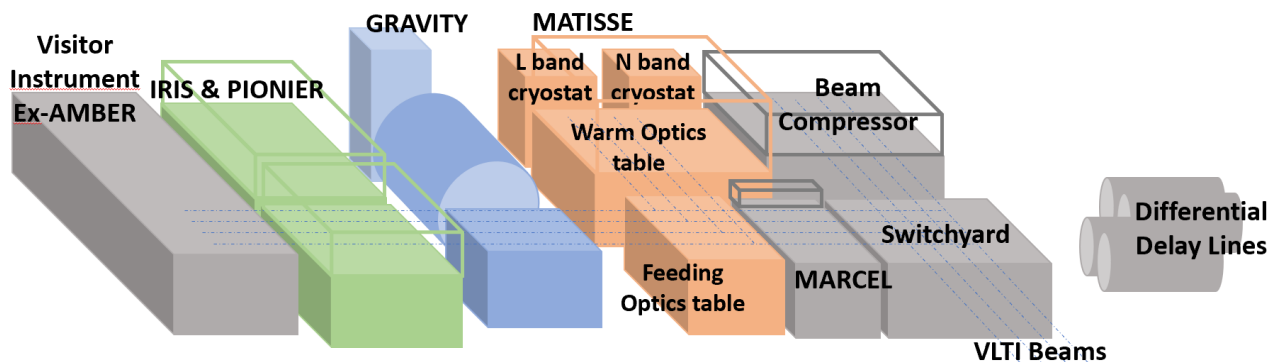 Visitor
Instrument
Ex-AMBER
IRIS & PIONIER
GRAVITY
MATISSE
L band
cryostat
N band
cryostat
Warm Optics
table
Feeding
Optics table
Beam
Compressor
MARCEL
Switchyard
VLTI Beams
Differential
Delay Lines